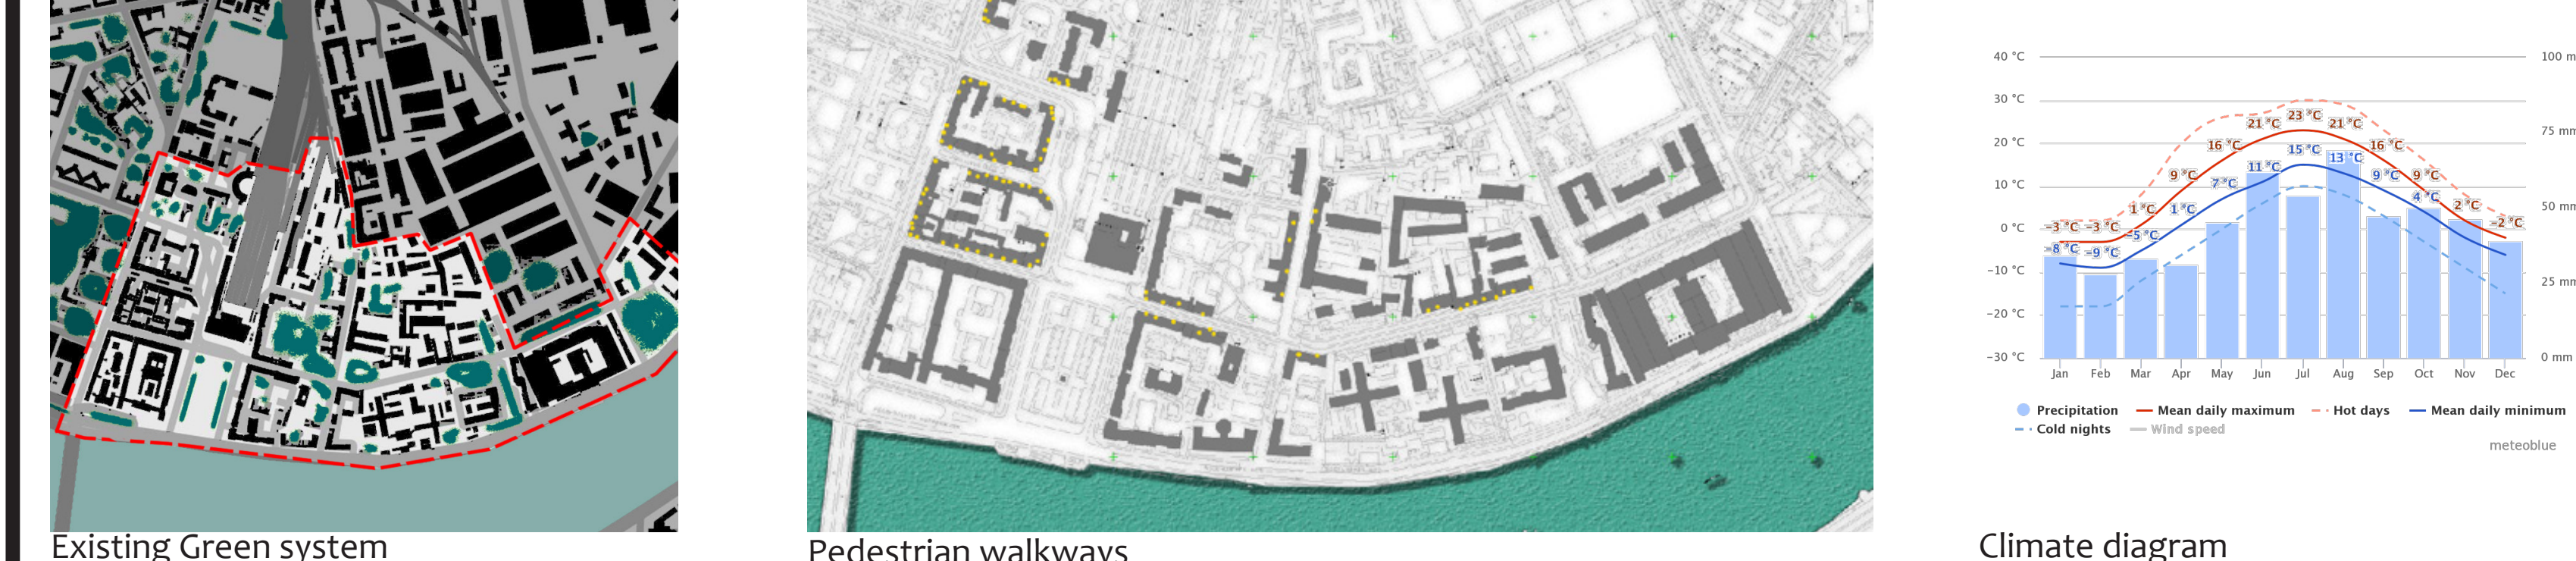 40 °C
100 m
30 °C
75 mm
20 °C
10 °C
50 mm
0 °C
-10 °C
25 mm
-20 °C
-30 °C
0 mm
-3 °C
-3 °C
1 °C
9 °C
16 °C
21 °C
23 °C
21 °C
16 °C
9 °C
2 °C
-2 °C
-8 °C
-9 °C
-5 °C
1 °C
7 °C
11 °C
15 °C
13 °C
9 °C
4 °C
Jan Feb Mar Apr May Jun Jul Aug Sep Oct Nov Dec
Precipitation Mean daily maximum Hot days Mean daily minimum
Cold nights Wind speed
meteoblue
Existing Green system
Pedestrian walkways
Climate diagram